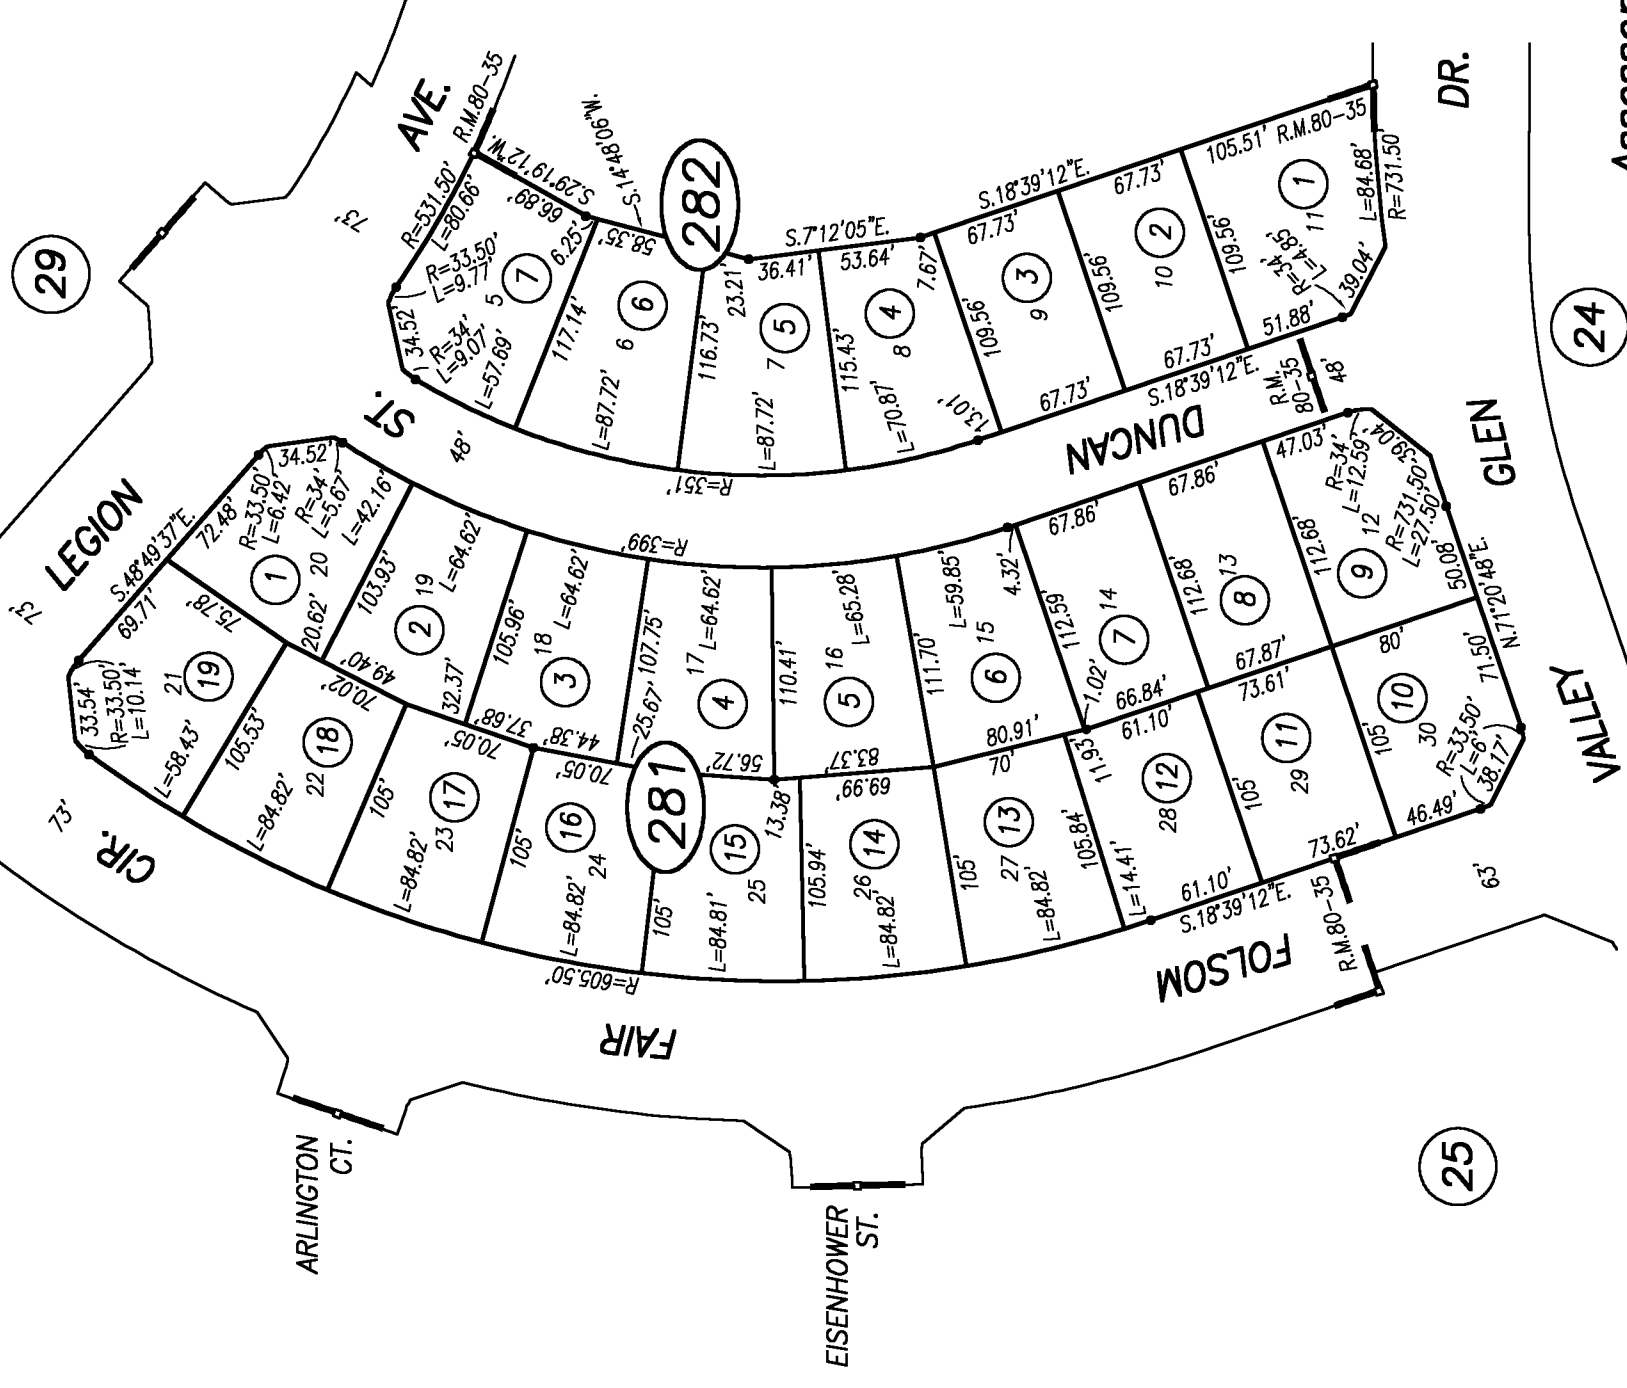 29
AVE.
R.M.80-35
LEGION
73'
73'
S.48°49'37"E.
72.48'
69.71'
ST.
48'
R=531.50'
L=80.66'
R=33.50'
L=9.77'
34.52'
R=34'
L=9.07'
L=57.69'
5
7
S.29°19'12"W.
66.89'
S.14°48'06"W.
6.25'
58.35'
117.14'
6
6
L=87.72'
282
116.73'
23.21'
S.7°12'05"E.
36.41'
53.64'
7
5
L=87.72'
115.43'
8
4
L=70.87'
7.67'
13.01'
S.18°39'12"E.
67.73'
67.73'
105.51'
R.M.80-35
109.56'
9
3
67.73'
109.56'
10
2
67.73'
109.56'
11
1
R=34'
L=4.85'
51.88'
39.04'
L=84.68'
R=731.50'
S.18°39'12"E.
R.M.
80-35
48'
DUNCAN
R=351'
R=399'
DR.
GLEN
VALLEY
24
34.52'
R=33.50'
L=6.42'
R=34'
L=5.67'
L=42.16'
1
20
75.78'
20.62'
103.93'
2
19
L=64.62'
49.40'
32.37'
105.96'
18
3
L=64.62'
37.68'
44.38'
107.75'
17
4
L=64.62'
25.67'
56.72'
110.41'
16
5
L=65.28'
83.37'
111.70'
15
6
L=59.85'
4.32'
80.91'
112.59'
1.02'
14
7
67.86'
66.84'
112.68'
13
8
67.86'
67.87'
112.68'
12
9
47.03'
R=34'
L=12.59'
39.04'
R=731.50'
L=27.50'
50.08'
N.71°20'48"E.
80'
71.50'
10
30
R=33.50'
L=6'
38.17'
46.49'
105'
73.61'
11
29
73.62'
105'
61.10'
12
28
61.10'
11.93'
L=14.41'
105.84'
70'
13
27
L=84.82'
105'
69.99'
14
26
L=84.82'
105.94'
13.38'
281
15
25
L=84.81'
105'
70.05'
16
24
L=84.82'
105'
70.05'
17
23
L=84.82'
105'
70.02'
18
22
L=84.82'
105.53'
21
19
L=58.43'
33.54'
R=33.50'
L=10.14'
R=605.50'
73'
CIR.
FAIR
FOLSOM
S.18°39'12"E.
R.M.80-35
63'
ARLINGTON
CT.
EISENHOWER
ST.
25